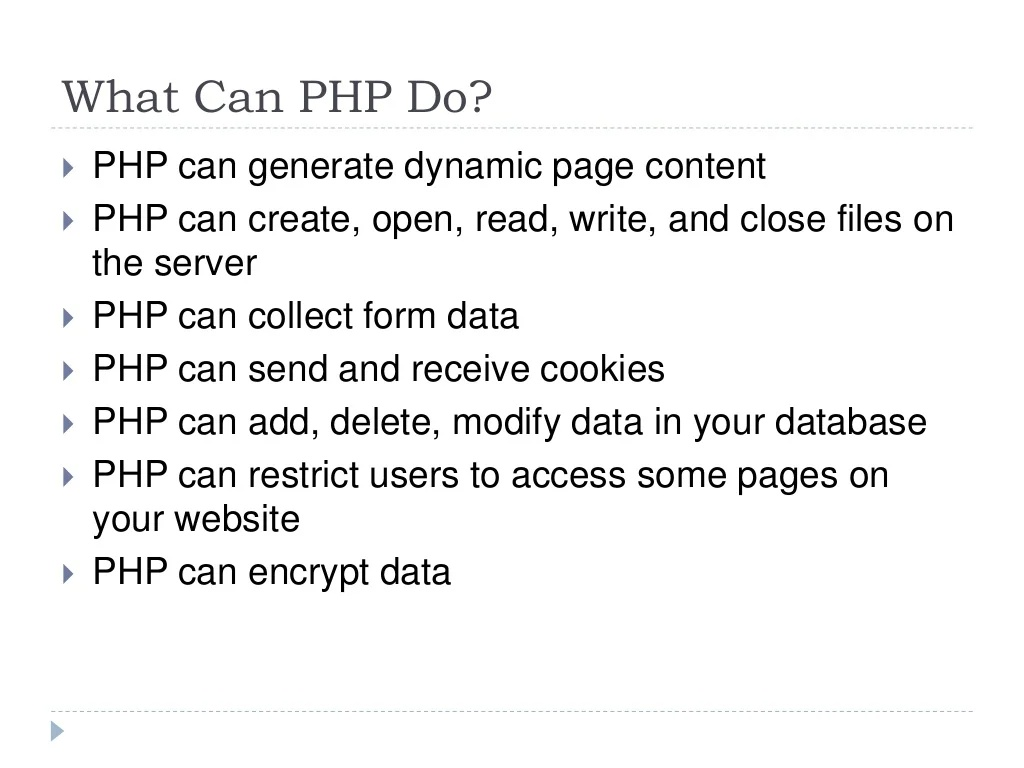 What Can PHP Do?
PHP can generate dynamic page content
PHP can create, open, read, write, and close files on
the server
PHP can collect form data
PHP can send and receive cookies
PHP can add, delete, modify data in your database
PHP can restrict users to access some pages on
your website
PHP can encrypt data